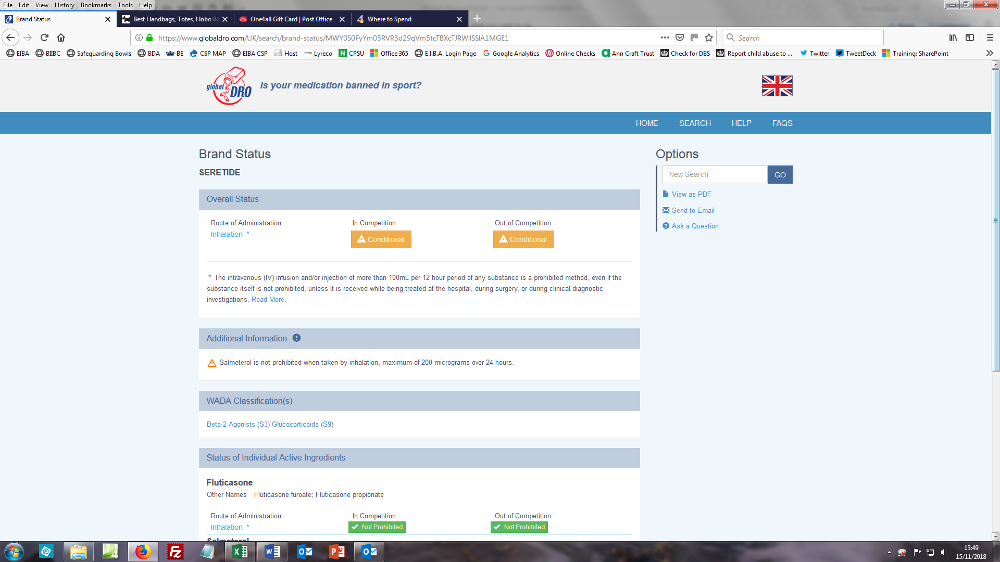 File Edit View History Bookmarks Tools Help
Brand Status
Best Handbags, Totes, Hobo Ba
One4all Gift Card | Post Office
Where to Spend
https://www.globaldro.com/UK/search/brand-status/MWY0S0FyYm03RVR3d29qVm5tcTBXcTJRWllSSlA1MGE1
Search
EIBA BIIBC Safeguarding Bowls BDA BE CSP MAP EIBA CSP Host Lyreco CPSU Office 365 E.I.B.A. Login Page Google Analytics Online Checks Ann Craft Trust Check for DBS Report child abuse to ... Twitter TweetDeck Training: SharePoint
global DRO
Is your medication banned in sport?
HOME SEARCH HELP FAQS
Brand Status
SERETIDE
Overall Status
Route of Administration In Competition Out of Competition
Inhalation * Conditional Conditional
* The intravenous (IV) infusion and/or injection of more than 100mL per 12 hour period of any substance is a prohibited method, even if the
substance itself is not prohibited, unless it is received while being treated at the hospital, during surgery, or during clinical diagnostic
investigations. Read More.
Additional Information
Salmeterol is not prohibited when taken by inhalation, maximum of 200 micrograms over 24 hours.
WADA Classification(s)
Beta-2 Agonists (S3) Glucocorticoids (S9)
Status of Individual Active Ingredients
Fluticasone
Other Names Fluticasone furoate; Fluticasone propionate
Route of Administration In Competition Out of Competition
Inhalation * Not Prohibited Not Prohibited
Salmeterol
Options
New Search GO
View as PDF
Send to Email
Ask a Question
13:49
15/11/2018